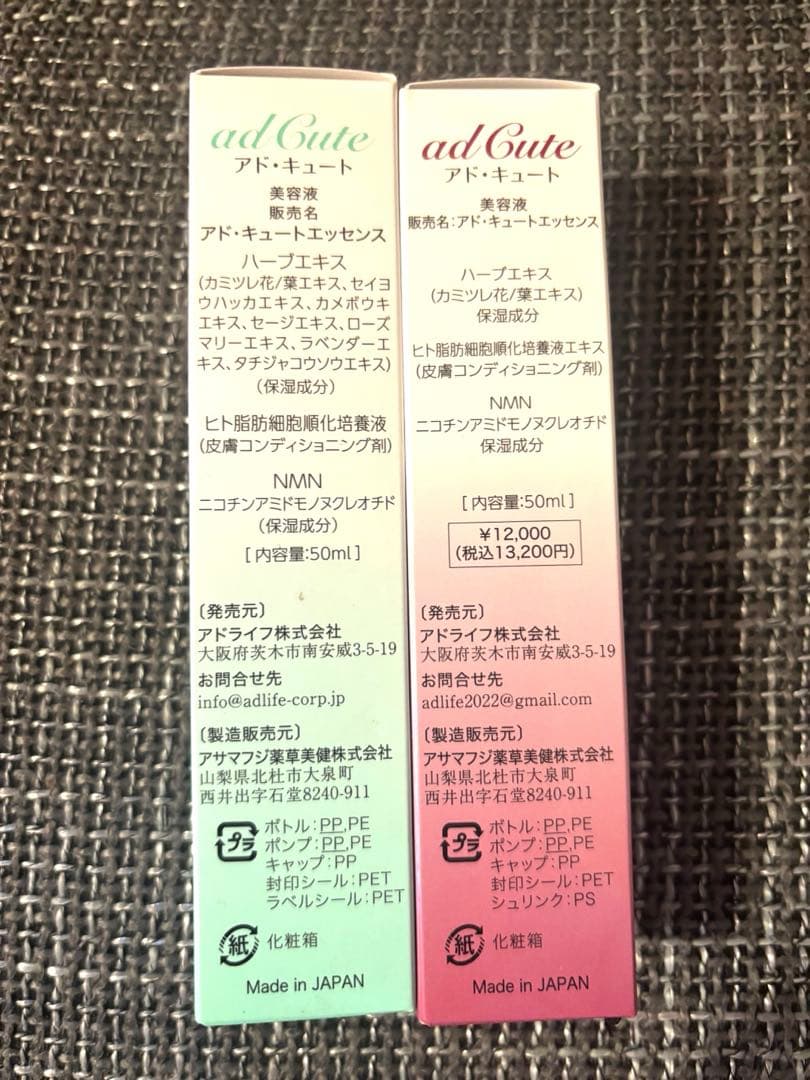 ad Cute
アド・キュート
美容液
販売名
アド・キュートエッセンス
ハーブエキス
(カミツレ花/葉エキス、セイヨ
ウハッカエキス、カメボウキ
エキス、セージエキス、ローズ
マリーエキス、ラベンダーエ
キス、タチジャコウソウエキス)
(保湿成分)
ヒト脂肪細胞順化培養液
(皮膚コンディショニング剤)
NMN
ニコチンアミドモノヌクレオチド
(保湿成分)
[内容量:50ml]
〔発売元〕
アドライフ株式会社
大阪府茨木市南安威3-5-19
お問合せ先
info@adlife-corp.jp
〔製造販売元〕
アサマフジ薬草美健株式会社
山梨県北杜市大泉町
西井出字石堂8240-911
プラ
ボトル:PP,PE
ポンプ:PP,PE
キャップ:PP
封印シール:PET
ラベルシール:PET
紙
化粧箱
Made in JAPAN
ad Cute
アド・キュート
美容液
販売名:アド・キュートエッセンス
ハーブエキス
(カミツレ花/葉エキス)
保湿成分
ヒト脂肪細胞順化培養液エキス
(皮膚コンディショニング剤)
NMN
ニコチンアミドモノヌクレオチド
保湿成分
[内容量:50ml]
¥12,000
(税込13,200円)
〔発売元〕
アドライフ株式会社
大阪府茨木市南安威3-5-19
お問合せ先
adlife2022@gmail.com
〔製造販売元〕
アサマフジ薬草美健株式会社
山梨県北杜市大泉町
西井出字石堂8240-911
プラ
ボトル:PP,PE
ポンプ:PP,PE
キャップ:PP
封印シール:PET
シュリンク:PS
紙
化粧箱
Made in JAPAN